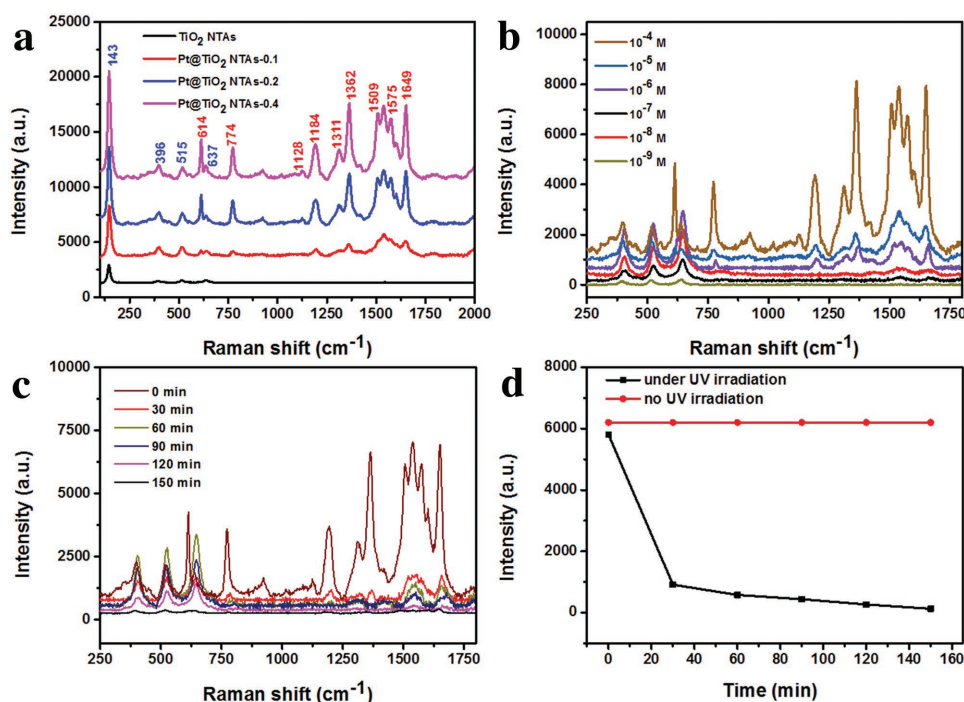 a
TiO2 NTAs
Pt@TiO2 NTAs-0.1
Pt@TiO2 NTAs-0.2
Pt@TiO2 NTAs-0.4
143
396
515
614
637
774
1128
1184
1311
1362
1509
1575
1649
25000
20000
15000
10000
5000
0
Intensity (a.u.)
250 500 750 1000 1250 1500 1750 2000
Raman shift (cm-1)
b
10-4 M
10-5 M
10-6 M
10-7 M
10-8 M
10-9 M
10000
8000
6000
4000
2000
0
Intensity (a.u.)
250 500 750 1000 1250 1500 1750
Raman shift (cm-1)
c
0 min
30 min
60 min
90 min
120 min
150 min
10000
7500
5000
2500
0
Intensity (a.u.)
250 500 750 1000 1250 1500 1750
Raman shift (cm-1)
d
under UV irradiation
no UV irradiation
8000
6000
4000
2000
0
Intensity (a.u.)
0 20 40 60 80 100 120 140 160
Time (min)